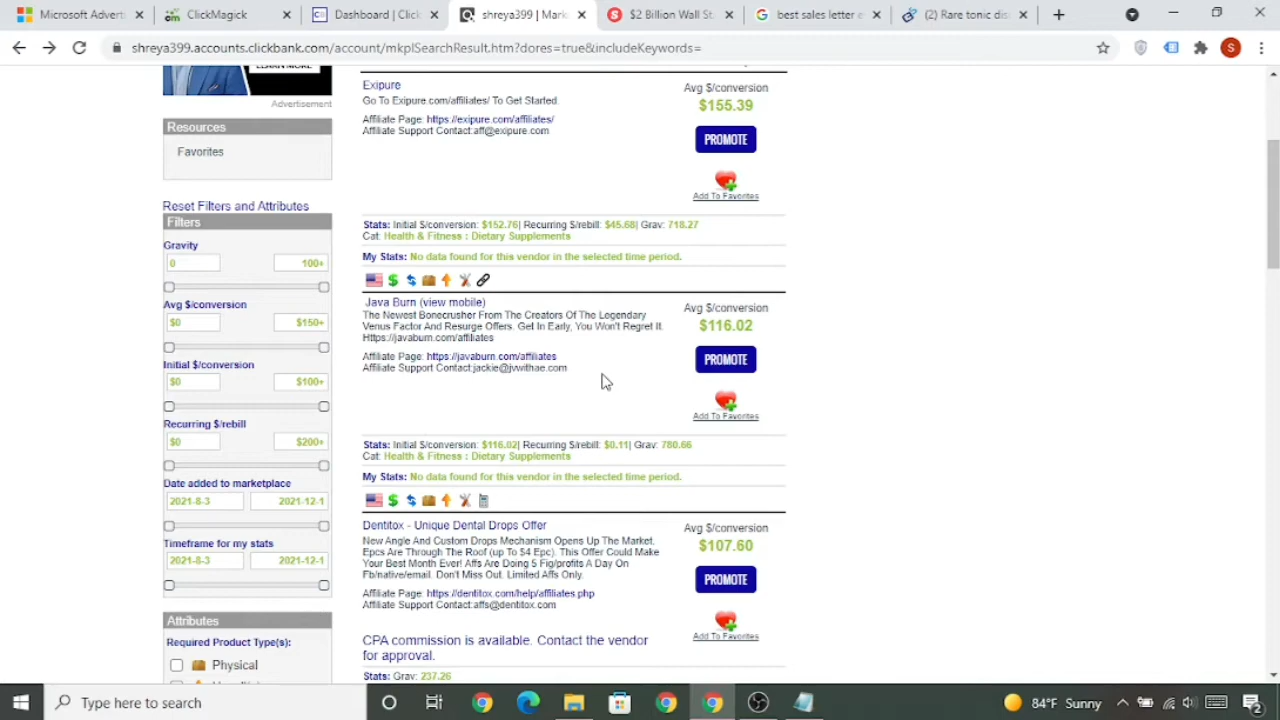 Microsoft Adverti
ClickMagick
Dashboard | Click
shreya399 | Mark
$2 Billion Wall St.
best sales letter e
(2) Rare tonic dis
shreya399.accounts.clickbank.com/account/mkplSearchResult.htm?dores=true&includeKeywords=
S
LEARN MORE
Advertisement
Resources
Favorites
Reset Filters and Attributes
Filters
Gravity
0 100+
Avg $/conversion
$0 $150+
Initial $/conversion
$0 $100+
Recurring $/rebill
$0 $200+
Date added to marketplace
2021-8-3 2021-12-1
Timeframe for my stats
2021-8-3 2021-12-1
Attributes
Required Product Type(s):
Physical
Exipure
Go To Exipure.com/affiliates/ To Get Started.
Affiliate Page: https://exipure.com/affiliates/
Affiliate Support Contact:aff@exipure.com
Avg $/conversion
$155.39
PROMOTE
Add To Favorites
Stats: Initial $/conversion: $152.76| Recurring $/rebill: $45.68| Grav: 718.27
Cat: Health & Fitness : Dietary Supplements
My Stats: No data found for this vendor in the selected time period.
Java Burn (view mobile)
The Newest Bonecrusher From The Creators Of The Legendary
Venus Factor And Resurge Offers. Get In Early, You Won't Regret It.
Https://javaburn.com/affiliates
Affiliate Page: https://javaburn.com/affiliates
Affiliate Support Contact:jackie@jvwithae.com
Avg $/conversion
$116.02
PROMOTE
Add To Favorites
Stats: Initial $/conversion: $116.02| Recurring $/rebill: $0.11| Grav: 780.66
Cat: Health & Fitness : Dietary Supplements
My Stats: No data found for this vendor in the selected time period.
Dentitox - Unique Dental Drops Offer
New Angle And Custom Drops Mechanism Opens Up The Market.
Epcs Are Through The Roof (up To $4 Epc). This Offer Could Make
Your Best Month Ever! Affs Are Doing 5 Fig/profits A Day On
Fb/native/email. Don't Miss Out. Limited Affs Only.
Affiliate Page: https://dentitox.com/help/affiliates.php
Affiliate Support Contact:affs@dentitox.com
CPA commission is available. Contact the vendor
for approval.
Avg $/conversion
$107.60
PROMOTE
Add To Favorites
Stats: Grav: 237.26
Type here to search
84°F Sunny
2